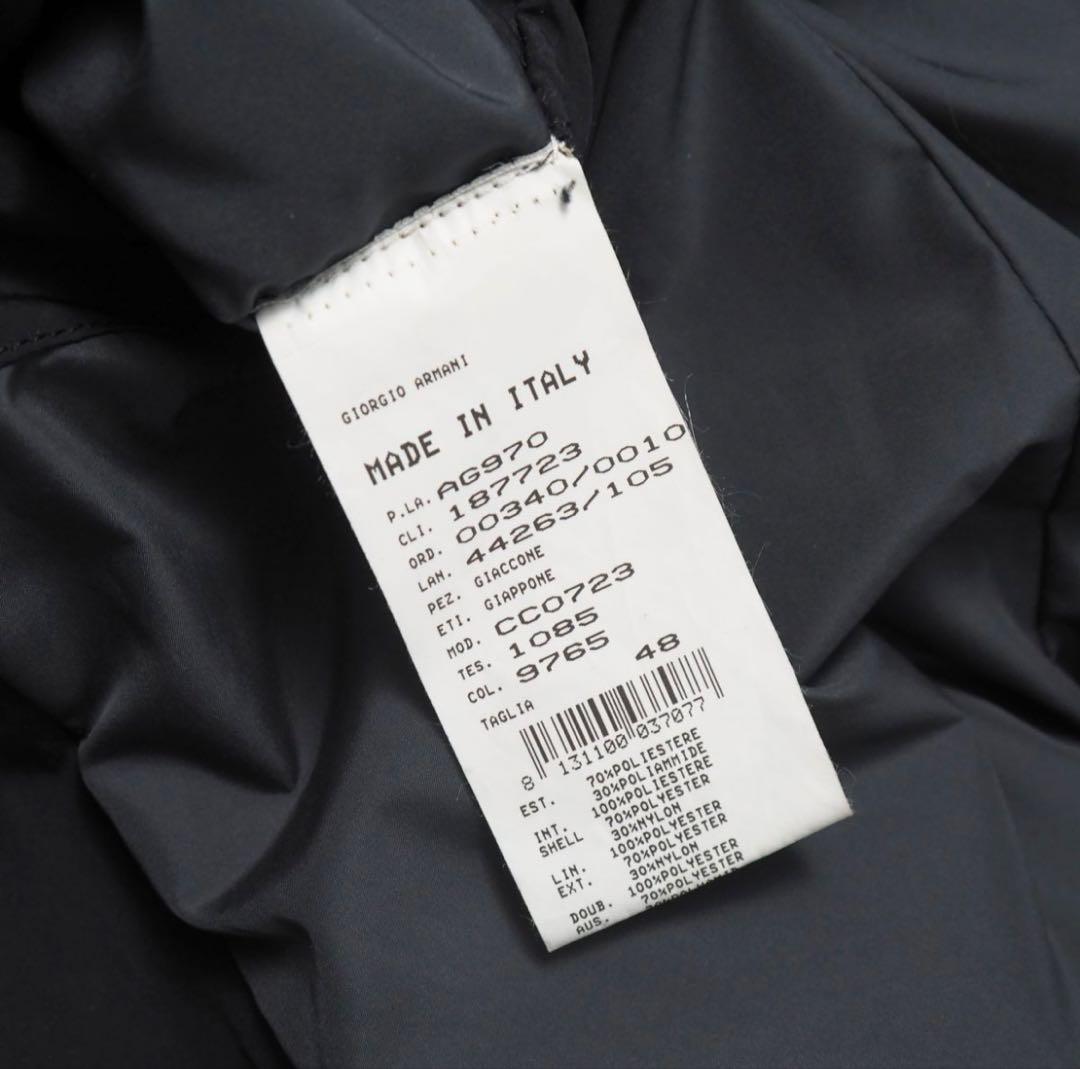 GIORGIO ARMANI
MADE IN ITALY
P.LA. AG970
CLI. 187723
ORD. 00340/0010
LAN. 44263/105
PEZ. GIACCONE
ETI. GIAPPONE
MOD. CC0723
TES. 1085
COL. 9765
TAGLIA 48
8 131100 037077
EST. 70%POLIESTERE
30%POLIAMMIDE
INT. 100%POLIESTERE
SHELL 70%POLYESTER
30%NYLON
LIN. 100%POLYESTER
EXT. 70%POLYESTER
30%NYLON
DOUB. 100%POLYESTER
AUS. 70%POLYESTER